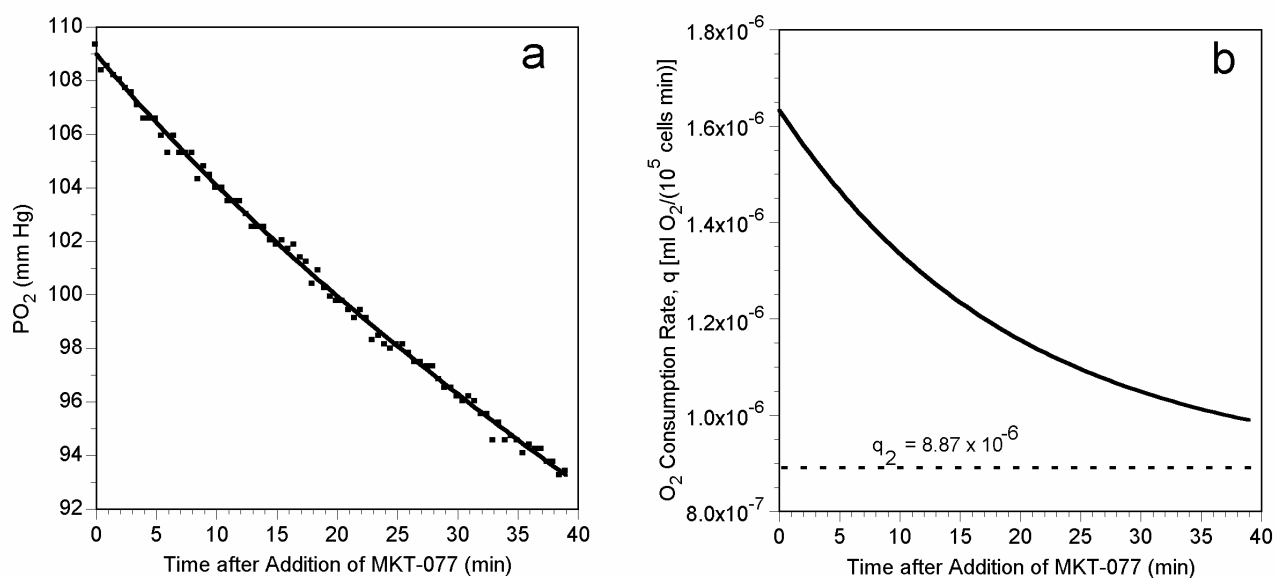 a
110
108
106
104
102
100
98
96
94
92
PO2 (mm Hg)
0 5 10 15 20 25 30 35 40
Time after Addition of MKT-077 (min)
b
1.8x10-6
1.6x10-6
1.4x10-6
1.2x10-6
1.0x10-6
8.0x10-7
O2 Consumption Rate, q [ml O2/(105 cells min)]
q2 = 8.87 x 10-6
0 5 10 15 20 25 30 35 40
Time after Addition of MKT-077 (min)